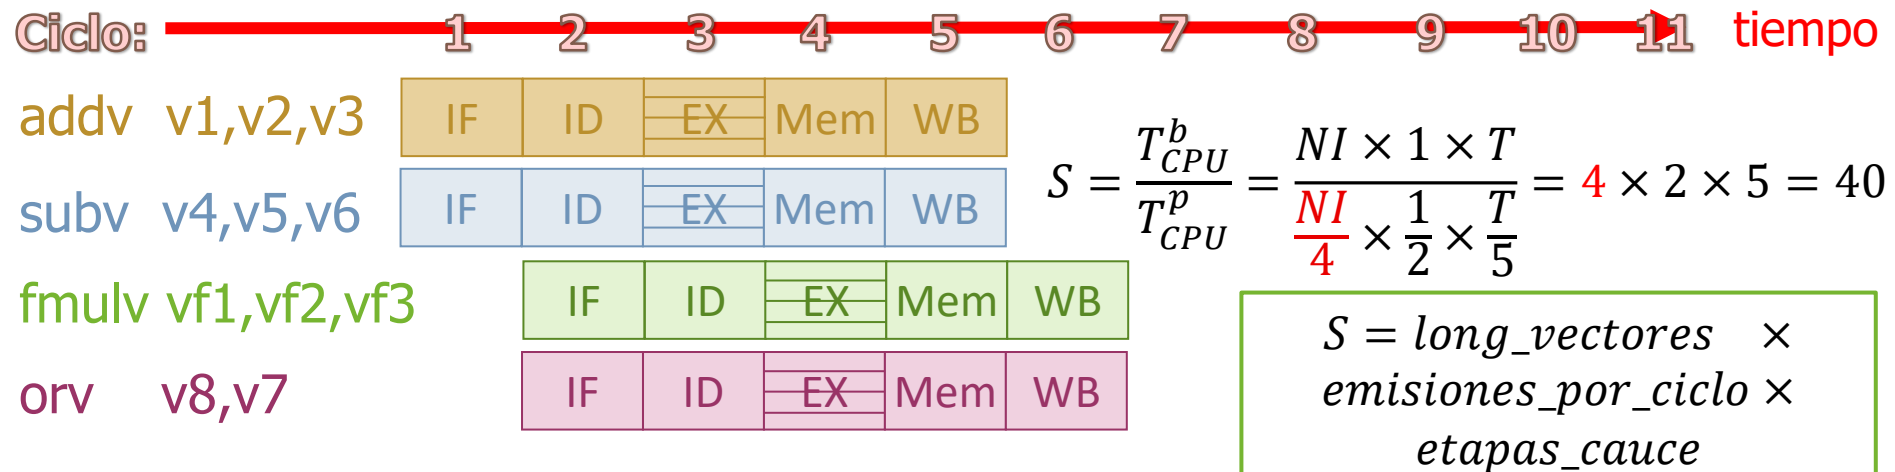 Ciclo: 1 2 3 4 5 6 7 8 9 10 11 tiempo
addv v1,v2,v3 IF ID EX Mem WB
subv v4,v5,v6 IF ID EX Mem WB
fmulv vf1,vf2,vf3 IF ID EX Mem WB
orv v8,v7 IF ID EX Mem WB
S = T^b_CPU / T^p_CPU = (NI × 1 × T) / (NI/4 × 1/2 × T/5) = 4 × 2 × 5 = 40
S = long_vectores ×
emisiones_por_ciclo ×
etapas_cauce